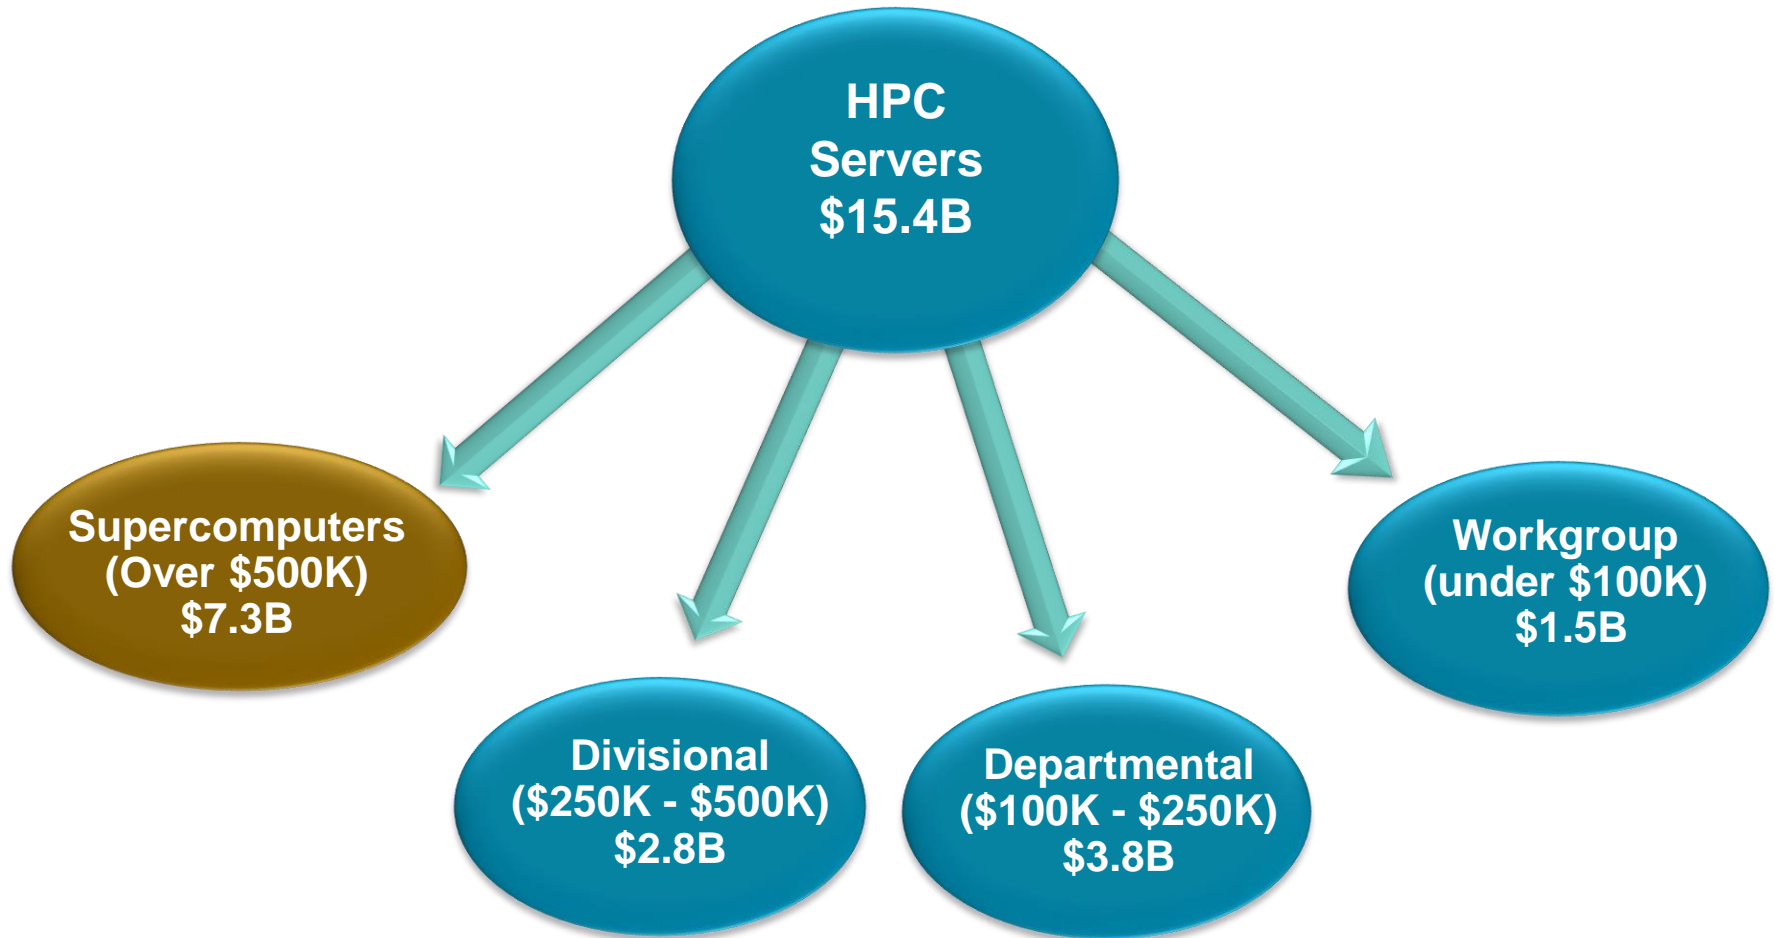 HPC
Servers
$15.4B
Supercomputers
(Over $500K)
$7.3B
Divisional
($250K - $500K)
$2.8B
Departmental
($100K - $250K)
$3.8B
Workgroup
(under $100K)
$1.5B